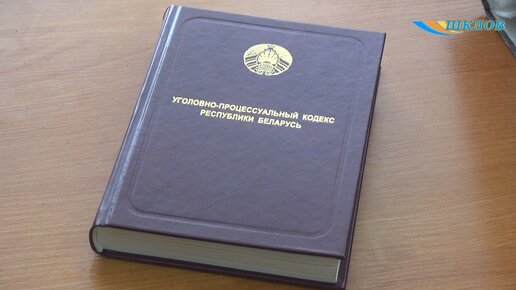 ШКЛОВ
УГОЛОВНО-ПРОЦЕССУАЛЬНЫЙ КОДЕКС
РЕСПУБЛИКИ БЕЛАРУСЬ